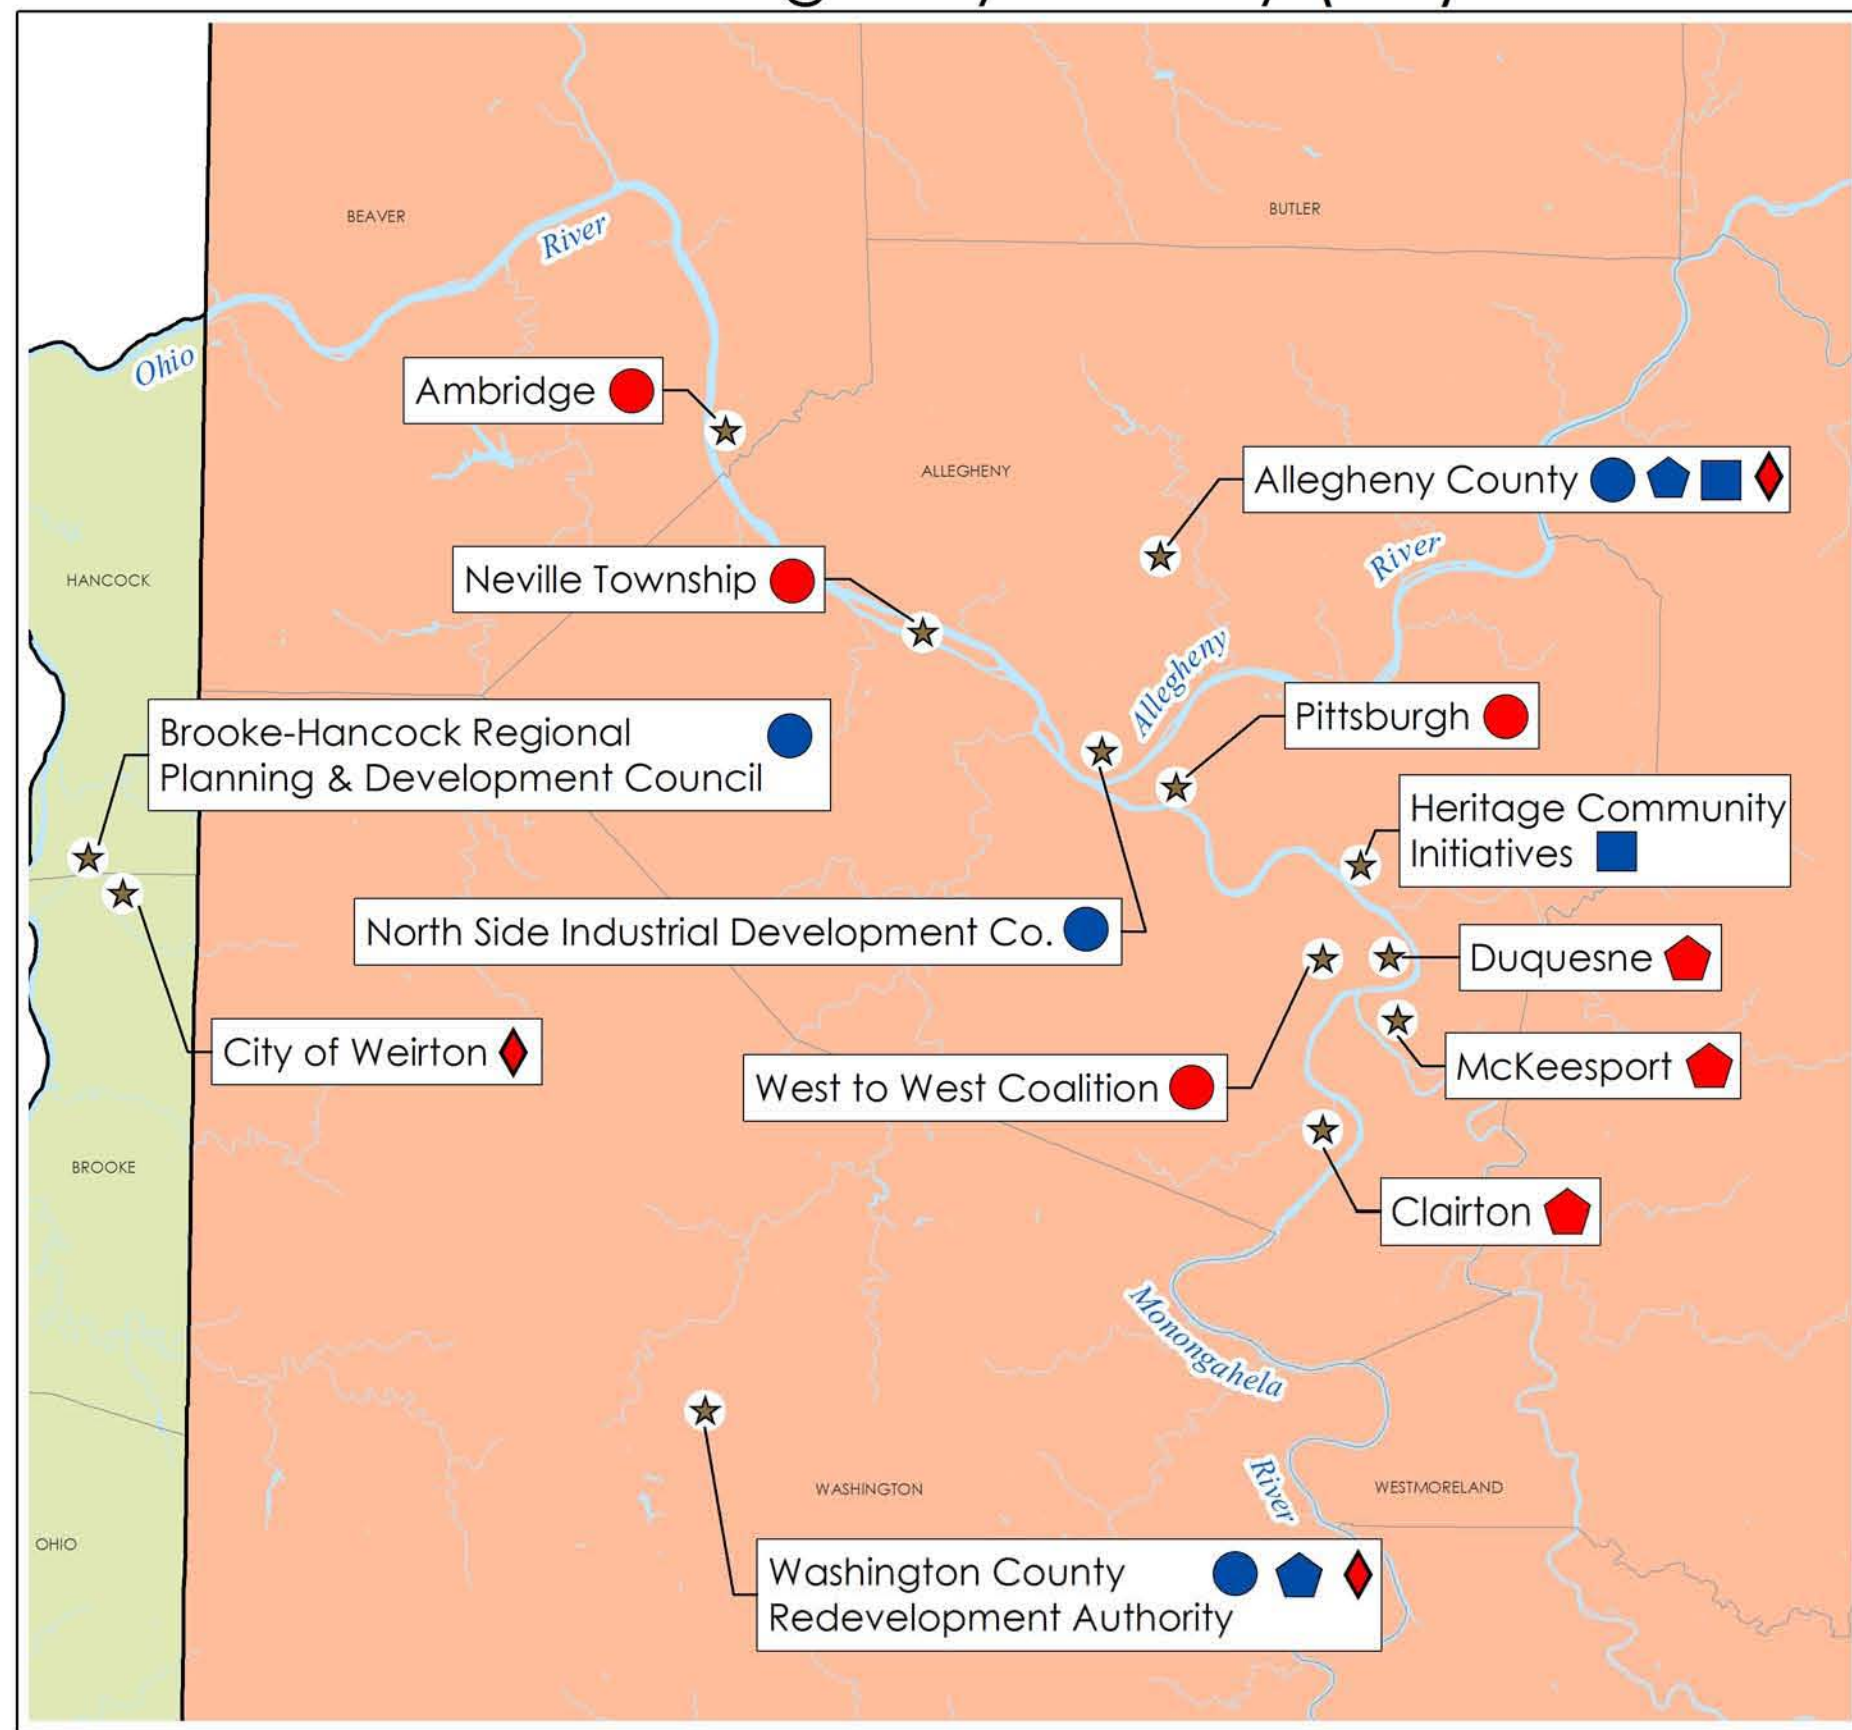 BEAVER
River
BUTLER
Ohio
Ambridge
ALLEGHENY
Allegheny County
River
HANCOCK
Neville Township
Allegheny
Pittsburgh
Brooke-Hancock Regional
Planning & Development Council
Heritage Community
Initiatives
North Side Industrial Development Co.
Duquesne
City of Weirton
McKeesport
West to West Coalition
BROOKE
Clairton
Monongahela
River
WASHINGTON
WESTMORELAND
OHIO
Washington County
Redevelopment Authority